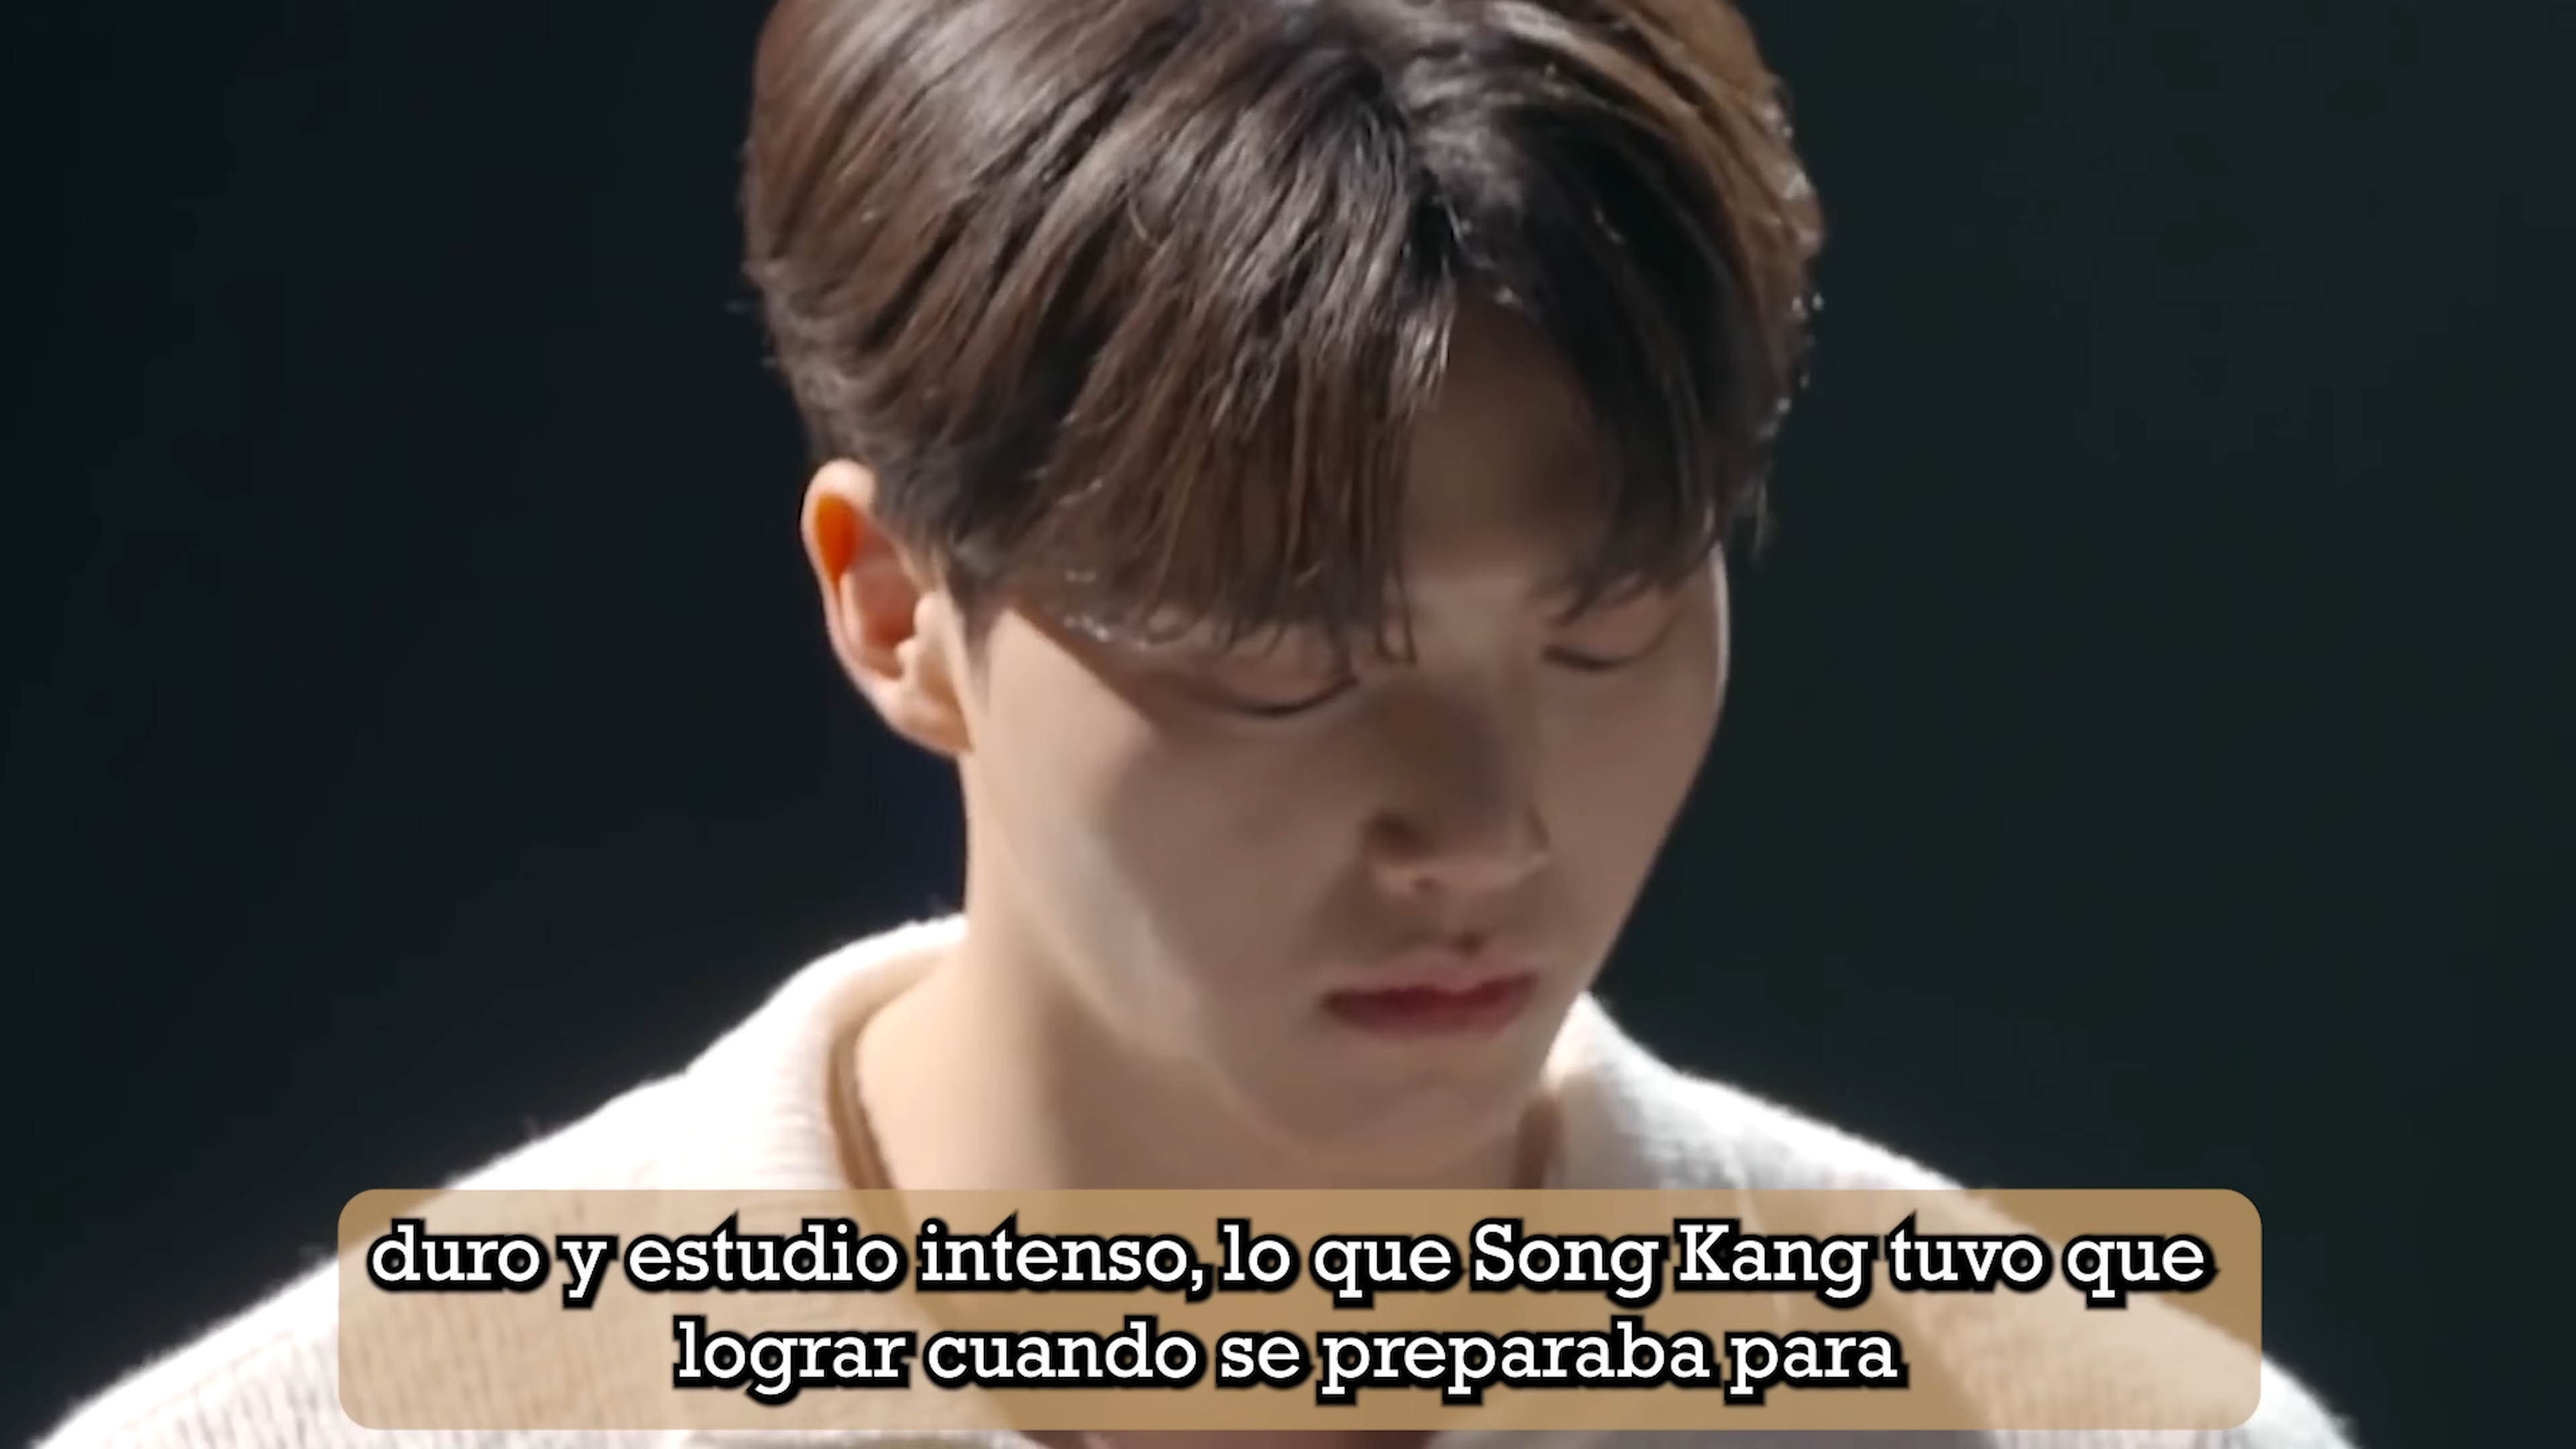 duro y estudio intenso, lo que Song Kang tuvo que
lograr cuando se preparaba para